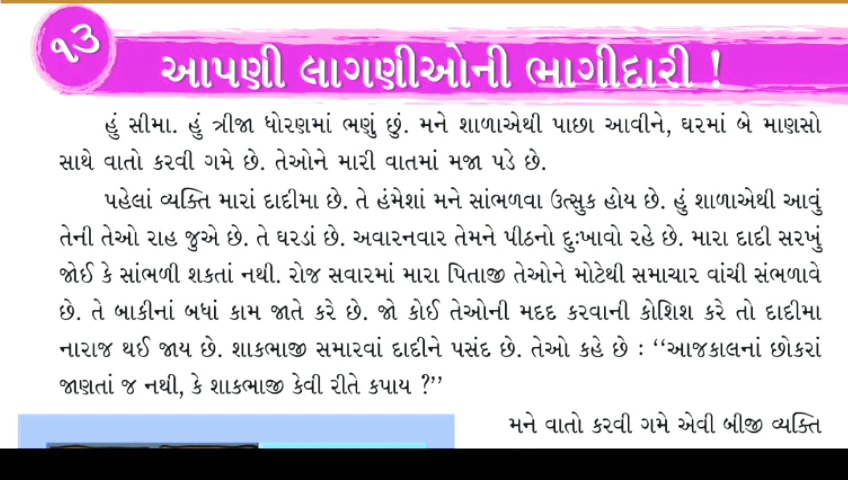 ૧૩
આપણી લાગણીઓની ભાગીદારી !
હું સીમા. હું ત્રીજા ધોરણમાં ભણું છું. મને શાળાએથી પાછા આવીને, ઘરમાં બે માણસો
સાથે વાતો કરવી ગમે છે. તેઓને મારી વાતમાં મજા પડે છે.
પહેલાં વ્યક્તિ મારાં દાદીમા છે. તે હંમેશાં મને સાંભળવા ઉત્સુક હોય છે. હું શાળાએથી આવું
તેની તેઓ રાહ જુએ છે. તે ઘરડાં છે. અવારનવાર તેમને પીઠનો દુઃખાવો રહે છે. મારા દાદી સરખું
જોઈ કે સાંભળી શકતાં નથી. રોજ સવારમાં મારા પિતાજી તેઓને મોટેથી સમાચાર વાંચી સંભળાવે
છે. તે બાકીનાં બધાં કામ જાતે કરે છે. જો કોઈ તેઓની મદદ કરવાની કોશિશ કરે તો દાદીમા
નારાજ થઈ જાય છે. શાકભાજી સમારવાં દાદીને પસંદ છે. તેઓ કહે છે : ‘‘આજકાલનાં છોકરાં
જાણતાં જ નથી, કે શાકભાજી કેવી રીતે કપાય ?’’
મને વાતો કરવી ગમે એવી બીજી વ્યક્તિ